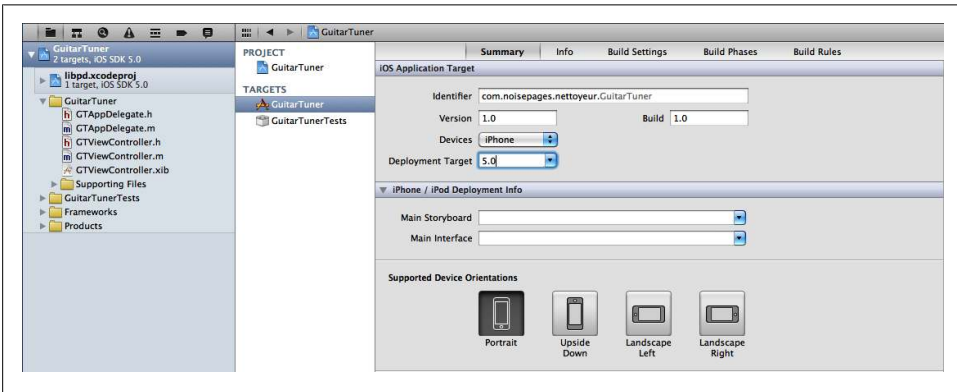 GuitarTuner
GuitarTuner
2 targets, iOS SDK 5.0
libpd.xcodeproj
1 target, iOS SDK 5.0
GuitarTuner
h GTAppDelegate.h
m GTAppDelegate.m
h GTViewController.h
m GTViewController.m
GTViewController.xib
Supporting Files
GuitarTunerTests
Frameworks
Products
PROJECT
GuitarTuner
TARGETS
GuitarTuner
GuitarTunerTests
Summary Info Build Settings Build Phases Build Rules
iOS Application Target
Identifier com.noisepages.nettoyeur.GuitarTuner
Version 1.0 Build 1.0
Devices iPhone
Deployment Target 5.0
iPhone / iPod Deployment Info
Main Storyboard
Main Interface
Supported Device Orientations
Portrait
Upside Down
Landscape Left
Landscape Right